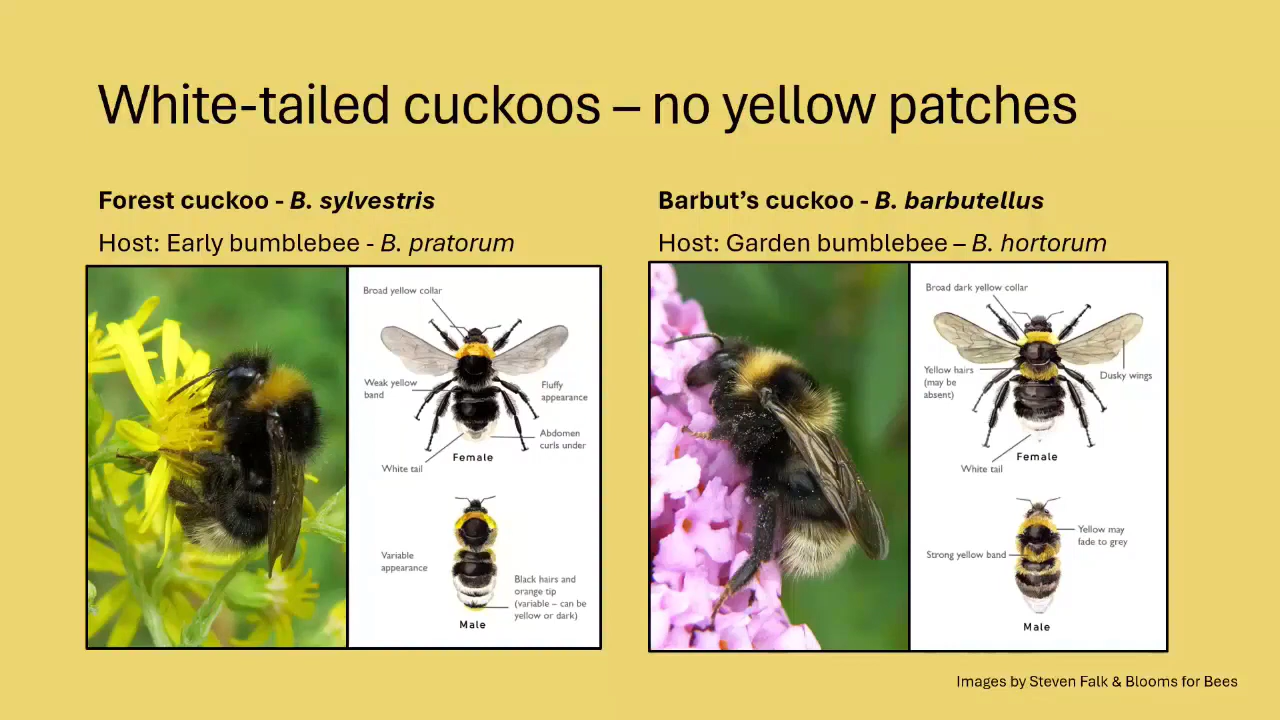 White-tailed cuckoos – no yellow patches
Forest cuckoo - B. sylvestris
Host: Early bumblebee - B. pratorum
Broad yellow collar
Weak yellow
band
Fluffy
appearance
Abdomen
curls under
White tail
Female
Variable
appearance
Black hairs and
orange tip
(variable – can be
yellow or dark)
Male
Barbut’s cuckoo - B. barbutellus
Host: Garden bumblebee – B. hortorum
Broad dark yellow collar
Yellow hairs
(may be
absent)
Dusky wings
White tail
Female
Yellow may
fade to grey
Strong yellow band
Male
Images by Steven Falk & Blooms for Bees